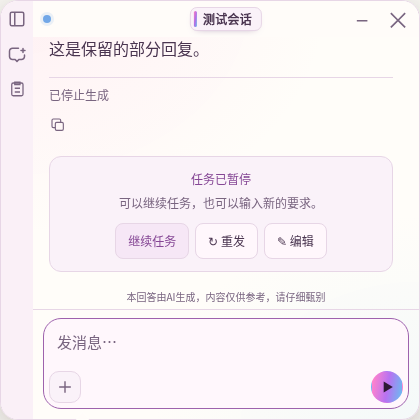 测试会话
这是保留的部分回复。
已停止生成
任务已暂停
可以继续任务，也可以输入新的要求。
继续任务 ↻ 重发 ✎ 编辑
本回答由AI生成，内容仅供参考，请仔细甄别
发消息…